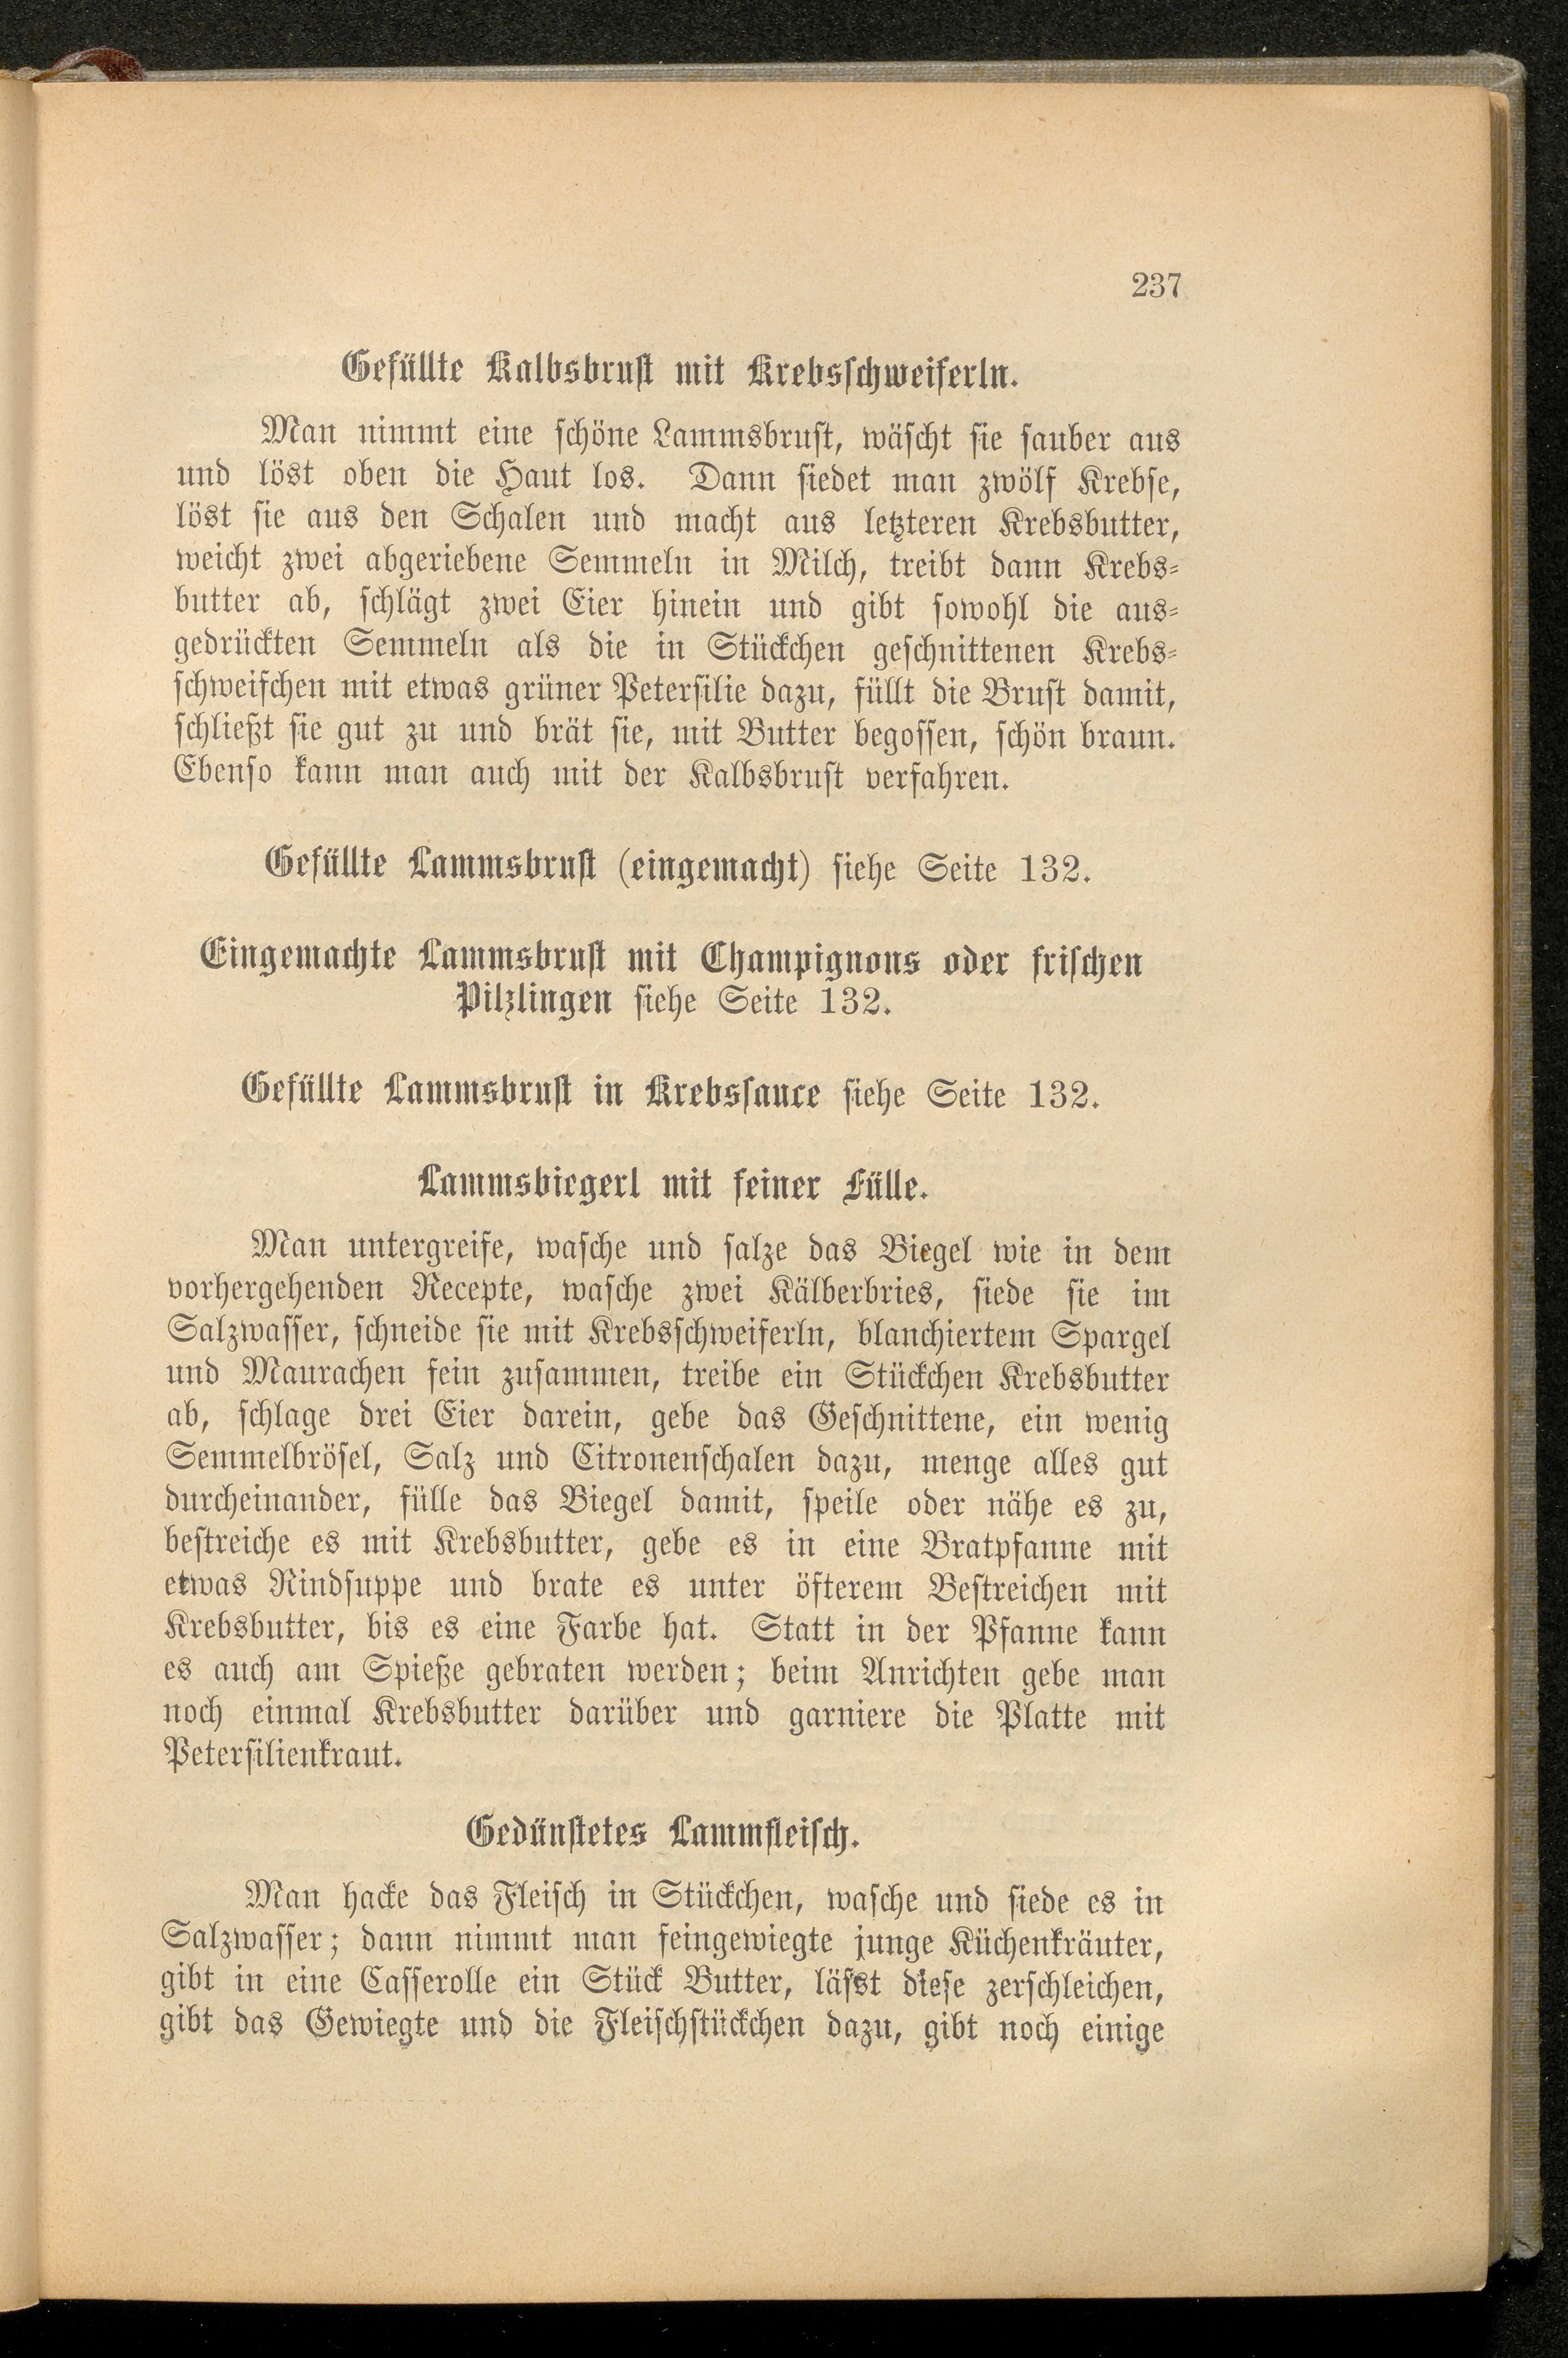 237
Gefüllte Kalbsbrust mit Krebsschweiferln.
Man nimmt eine schöne Lammsbrust, wäscht sie sauber aus
und löst oben die Haut los. Dann siedet man zwölf Krebse,
löst sie aus den Schalen und macht aus letzteren Krebsbutter,
weicht zwei abgeriebene Semmeln in Milch, treibt dann Krebs-
butter ab, schlägt zwei Eier hinein und gibt sowohl die aus-
gedrückten Semmeln als die in Stückchen geschnittenen Krebs-
schweifchen mit etwas grüner Petersilie dazu, füllt die Brust damit,
schließt sie gut zu und brät sie, mit Butter begossen, schön braun.
Ebenso kann man auch mit der Kalbsbrust verfahren.
Gefüllte Lammsbrust (eingemacht) siehe Seite 132.
Eingemachte Lammsbrust mit Champignons oder frischen
Pilzlingen siehe Seite 132.
Gefüllte Lammsbrust in Krebssauce siehe Seite 132.
Lammsbiegerl mit feiner Fülle.
Man untergreife, wasche und salze das Biegel wie in dem
vorhergehenden Recepte, wasche zwei Kälberbries, siede sie im
Salzwasser, schneide sie mit Krebsschweiferln, blanchiertem Spargel
und Maurachen fein zusammen, treibe ein Stückchen Krebsbutter
ab, schlage drei Eier darein, gebe das Geschnittene, ein wenig
Semmelbrösel, Salz und Citronenschalen dazu, menge alles gut
durcheinander, fülle das Biegel damit, speile oder nähe es zu,
bestreiche es mit Krebsbutter, gebe es in eine Bratpfanne mit
etwas Rindsuppe und brate es unter öfterem Bestreichen mit
Krebsbutter, bis es eine Farbe hat. Statt in der Pfanne kann
es auch am Spieße gebraten werden; beim Anrichten gebe man
noch einmal Krebsbutter darüber und garniere die Platte mit
Petersilienkraut.
Gedünstetes Lammfleisch.
Man hacke das Fleisch in Stückchen, wasche und siede es in
Salzwasser; dann nimmt man feingewiegte junge Küchenkräuter,
gibt in eine Casserolle ein Stück Butter, lässt diese zerschleichen,
gibt das Gewiegte und die Fleischstückchen dazu, gibt noch einige